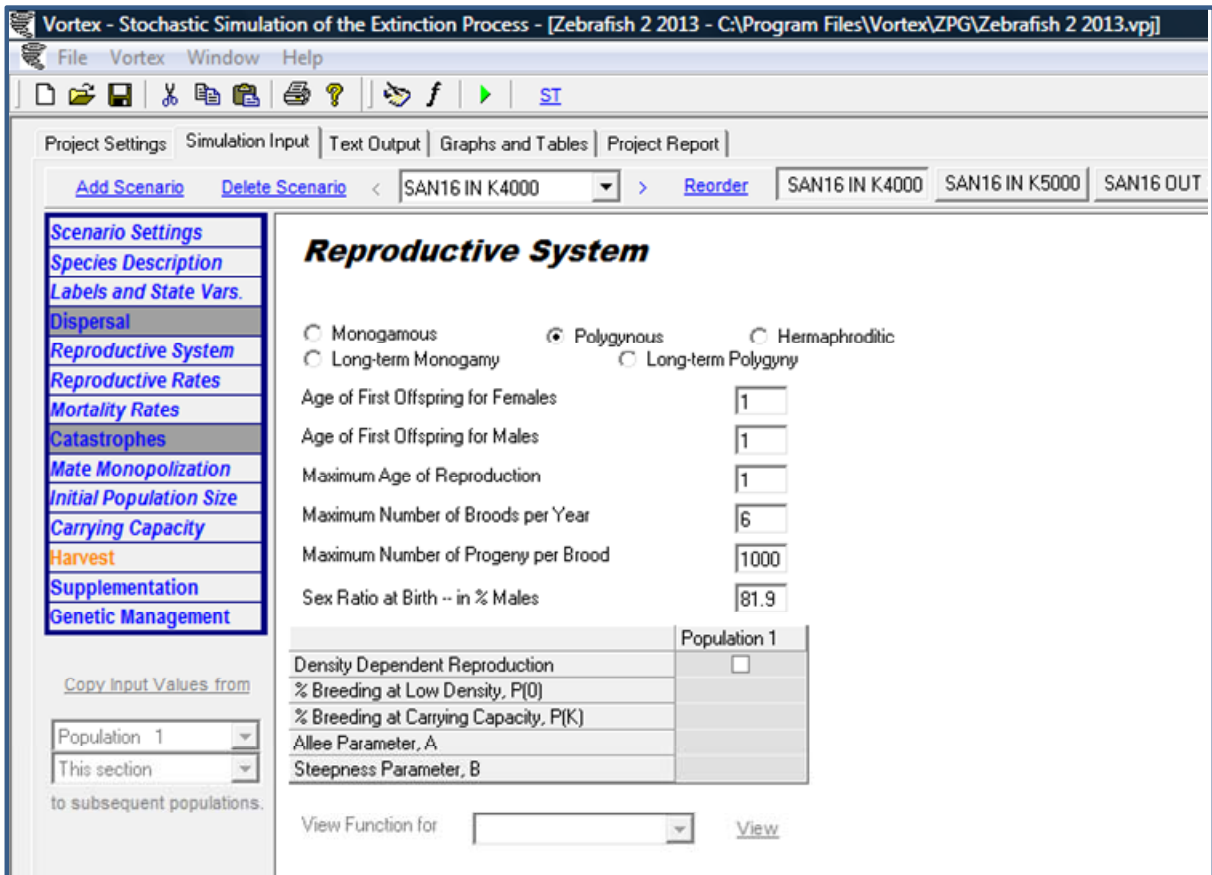 Vortex - Stochastic Simulation of the Extinction Process - [Zebrafish 2 2013 - C:\Program Files\Vortex\ZPG\Zebrafish 2 2013.vpj]
File Vortex Window Help
ST
Project Settings Simulation Input Text Output Graphs and Tables Project Report
Add Scenario Delete Scenario < SAN16 IN K4000 > Reorder SAN16 IN K4000 SAN16 IN K5000 SAN16 OUT
Scenario Settings
Species Description
Labels and State Vars.
Dispersal
Reproductive System
Reproductive Rates
Mortality Rates
Catastrophes
Mate Monopolization
Initial Population Size
Carrying Capacity
Harvest
Supplementation
Genetic Management
Copy Input Values from
Population 1
This section
to subsequent populations.
Reproductive System
Monogamous Polygynous Hermaphroditic
Long-term Monogamy Long-term Polygyny
Age of First Offspring for Females 1
Age of First Offspring for Males 1
Maximum Age of Reproduction 1
Maximum Number of Broods per Year 6
Maximum Number of Progeny per Brood 1000
Sex Ratio at Birth -- in % Males 81.9
Population 1
Density Dependent Reproduction
% Breeding at Low Density, P(0)
% Breeding at Carrying Capacity, P(K)
Allee Parameter, A
Steepness Parameter, B
View Function for View